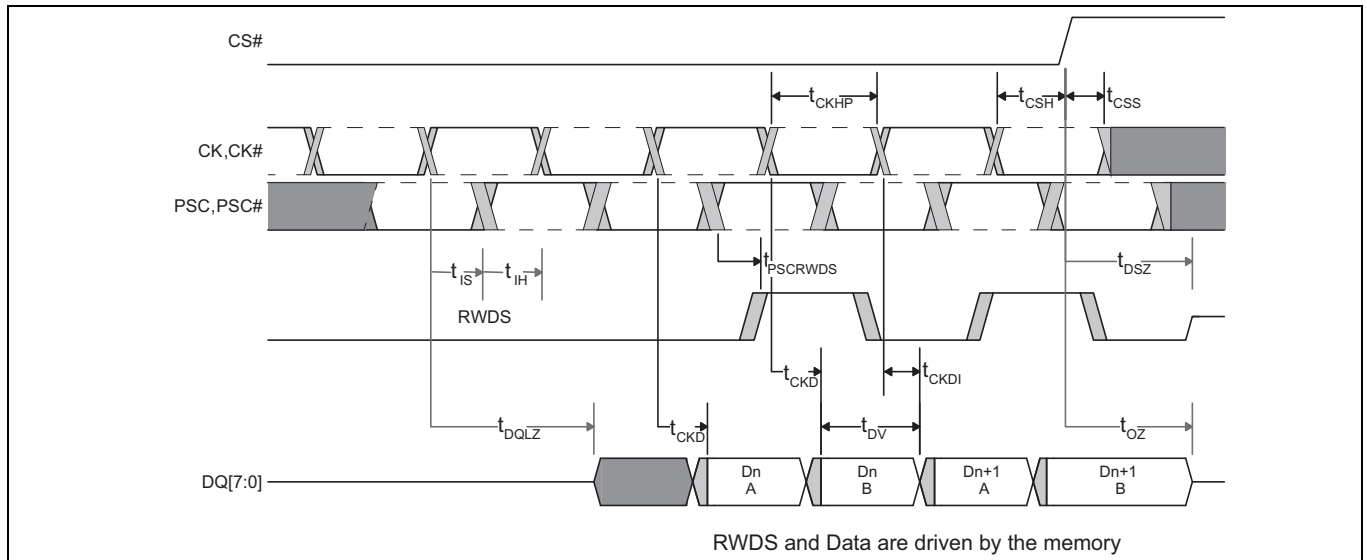 CS#
tCKHP
tCSH
tCSS
CK,CK#
PSC,PSC#
tPSCRWDS
tDSZ
tIS
tIH
RWDS
tCKD
tCKDI
tDQLZ
tCKD
tDV
tOZ
DQ[7:0]
Dn
A
Dn
B
Dn+1
A
Dn+1
B
RWDS and Data are driven by the memory